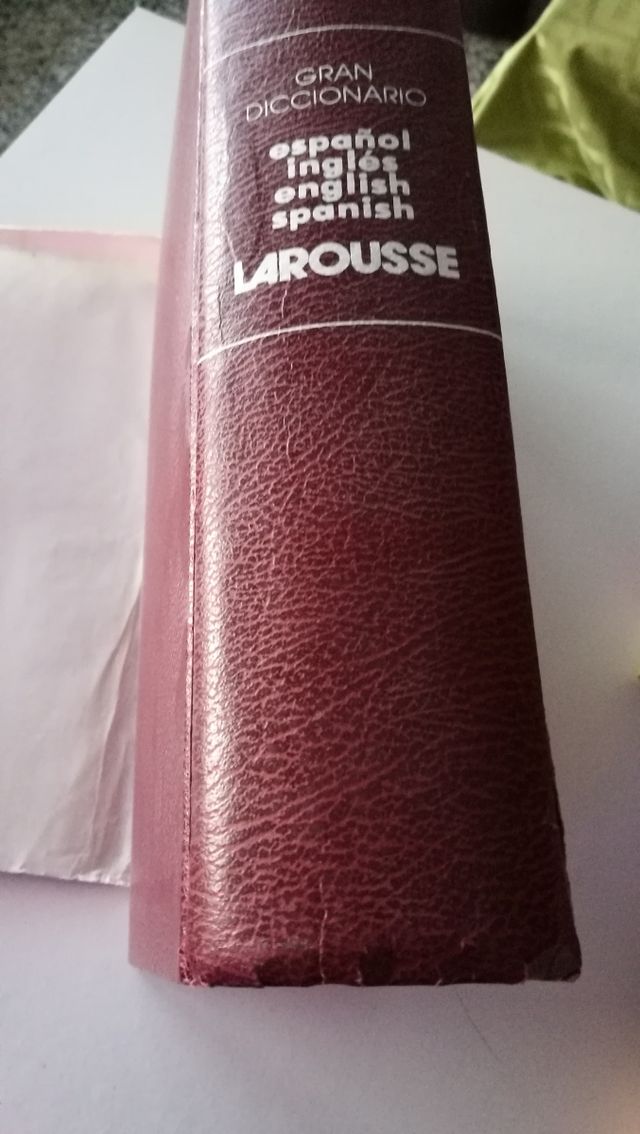 GRAN
DICCIONARIO
español
inglés
english
spanish
LAROUSSE